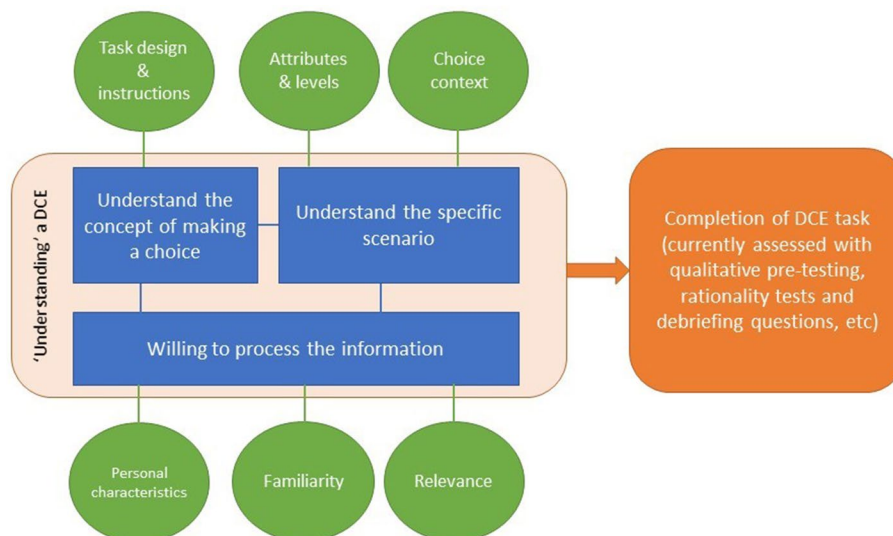 Task design
&
instructions
Attributes
& levels
Choice
context
'Understanding' a DCE
Understand the
concept of making
a choice
Understand the specific
scenario
Willing to process the information
Completion of DCE task
(currently assessed with
qualitative pre-testing,
rationality tests and
debriefing questions, etc)
Personal
characteristics
Familiarity
Relevance